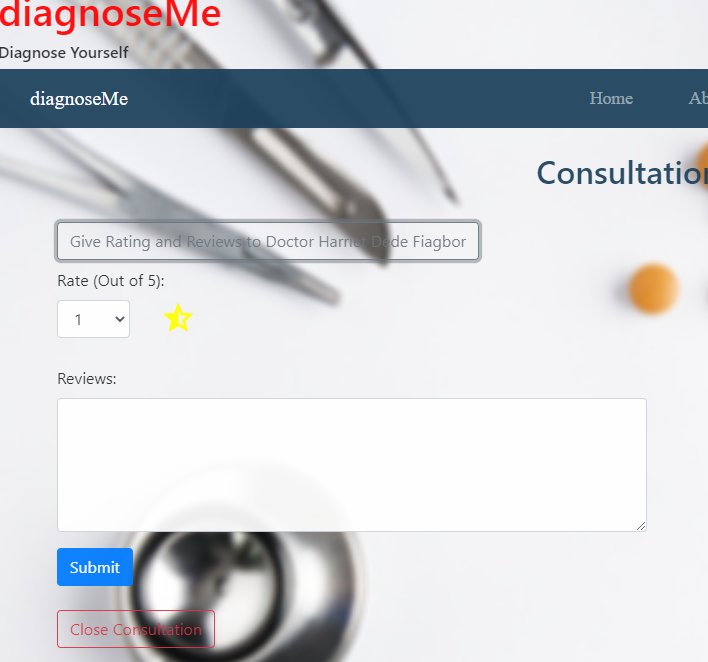 diagnoseMe
Diagnose Yourself
diagnoseMe Home Ab
Consultation
Give Rating and Reviews to Doctor Harriet Dede Fiagbor
Rate (Out of 5):
1
Reviews:
Submit
Close Consultation